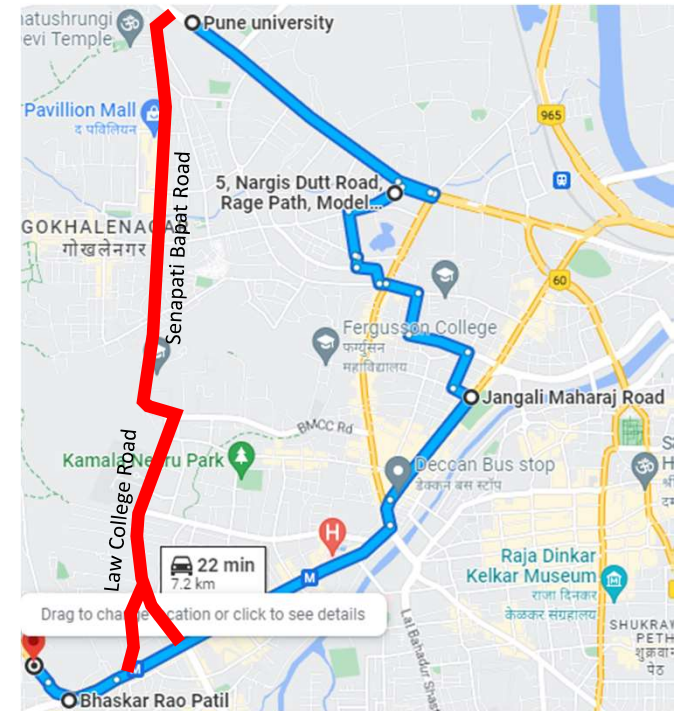 natushrungi
evi Temple
Pune university
Pavillion Mall
द पविलियन
965
5, Nargis Dutt Road,
Rage Path, Model...
Senapati Bapat Road
GOKHALENAGA
गोखलेनगर
60
Fergusson College
फर्ग्युसन
महाविद्यालय
Jangali Maharaj Road
BMCC Rd
Kamala Nehru Park
Law College Road
Deccan Bus stop
डेक्कन बस स्टॉप
H
22 min
7.2 km
M
Raja Dinkar
Kelkar Museum
राजा दिनकर
केळकर संग्रहालय
Drag to change location or click to see details
Lal Bahadur Shas
SHUKRAW
PETH
शुक्रवार
पेठ
M
Bhaskar Rao Patil